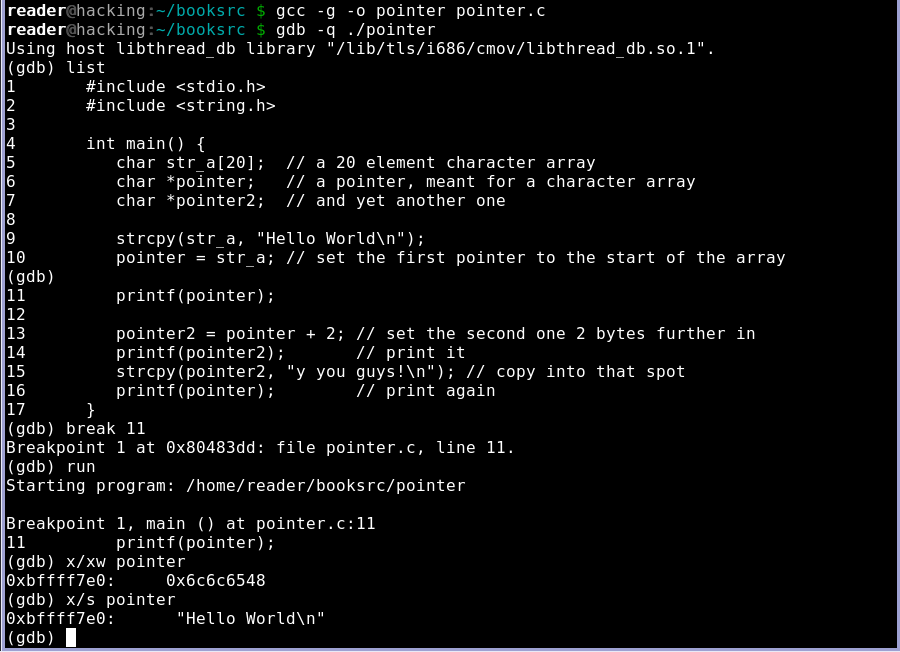 reader@hacking:~/booksrc $ gcc -g -o pointer pointer.c
reader@hacking:~/booksrc $ gdb -q ./pointer
Using host libthread_db library "/lib/tls/i686/cmov/libthread_db.so.1".
(gdb) list
1       #include <stdio.h>
2       #include <string.h>
3
4       int main() {
5          char str_a[20];  // a 20 element character array
6          char *pointer;   // a pointer, meant for a character array
7          char *pointer2;  // and yet another one
8
9          strcpy(str_a, "Hello World\n");
10         pointer = str_a; // set the first pointer to the start of the array
(gdb)
11         printf(pointer);
12
13         pointer2 = pointer + 2; // set the second one 2 bytes further in
14         printf(pointer2);       // print it
15         strcpy(pointer2, "y you guys!\n"); // copy into that spot
16         printf(pointer);        // print again
17      }
(gdb) break 11
Breakpoint 1 at 0x80483dd: file pointer.c, line 11.
(gdb) run
Starting program: /home/reader/booksrc/pointer

Breakpoint 1, main () at pointer.c:11
11         printf(pointer);
(gdb) x/xw pointer
0xbffff7e0:     0x6c6c6548
(gdb) x/s pointer
0xbffff7e0:      "Hello World\n"
(gdb)